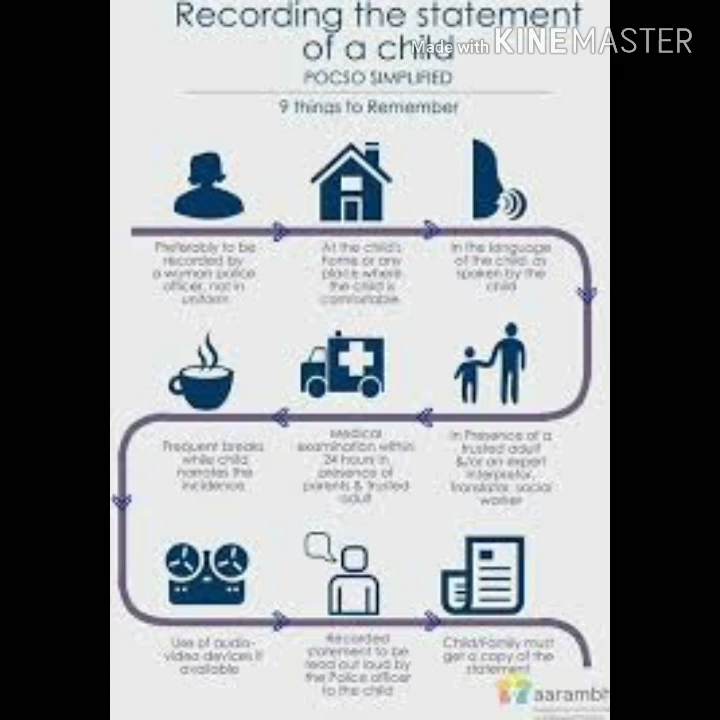 Recording the statement
of a child
Made with KINEMASTER
POCSO SIMPLIFIED
9 things to Remember
Preferably to be
recorded by
a woman police
officer, not in
uniform
At the child's
home or any
place where
the child is
comfortable
In the language
of the child, as
spoken by the
child
In Presence of a
trusted adult
&/or an expert
interpretor,
translator, social
worker
Medical
examination within
24 hours in
presence of
parents & trusted
adult
Frequent breaks
while child
narrates the
incidence
Use of audio-
video devices if
available
Recorded
statement to be
read out loud by
the Police officer
to the child
Child/Family must
get a copy of the
statement
aarambh